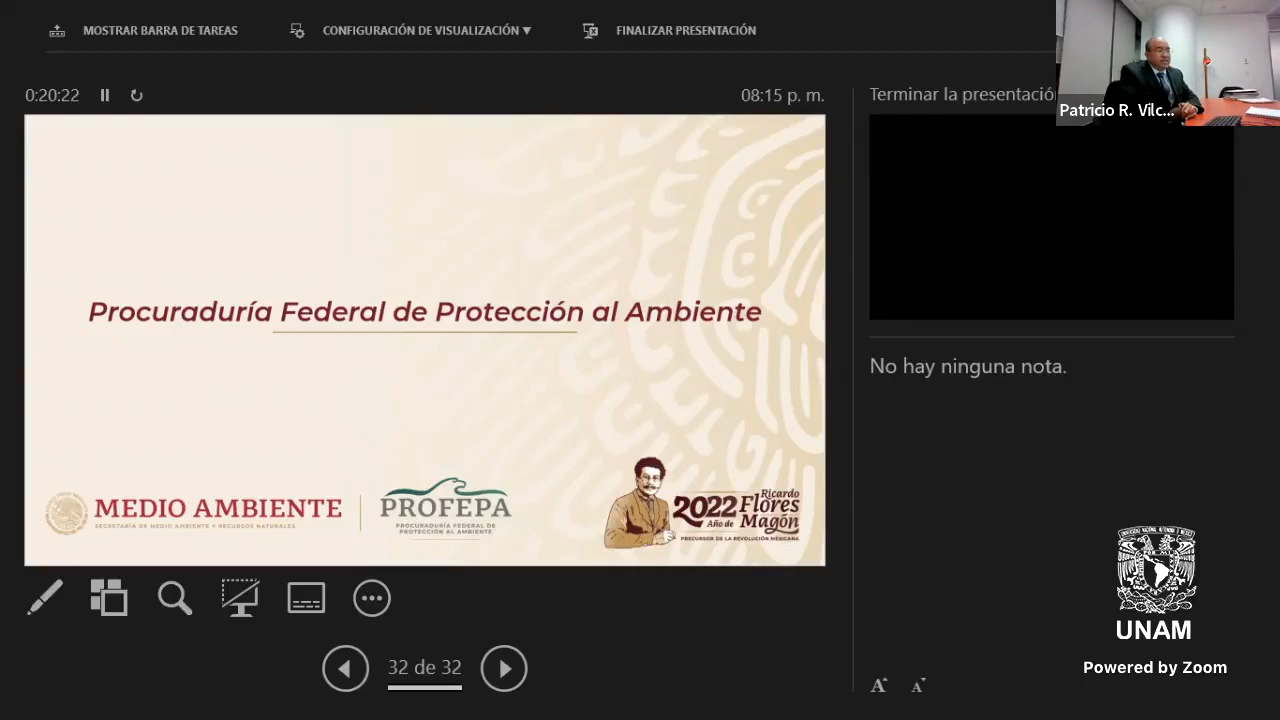 MOSTRAR BARRA DE TAREAS
CONFIGURACIÓN DE VISUALIZACIÓN ▼
FINALIZAR PRESENTACIÓN
0:20:22
08:15 p. m.
Terminar la presentació
Patricio R. Vilc...
Procuraduría Federal de Protección al Ambiente
MEDIO AMBIENTE
SECRETARÍA DE MEDIO AMBIENTE Y RECURSOS NATURALES
PROFEPA
PROCURADURÍA FEDERAL DE
PROTECCIÓN AL AMBIENTE
2022
Año de
Ricardo
Flores
Magón
PRECURSOR DE LA REVOLUCIÓN MEXICANA
No hay ninguna nota.
32 de 32
A A
UNAM
Powered by Zoom